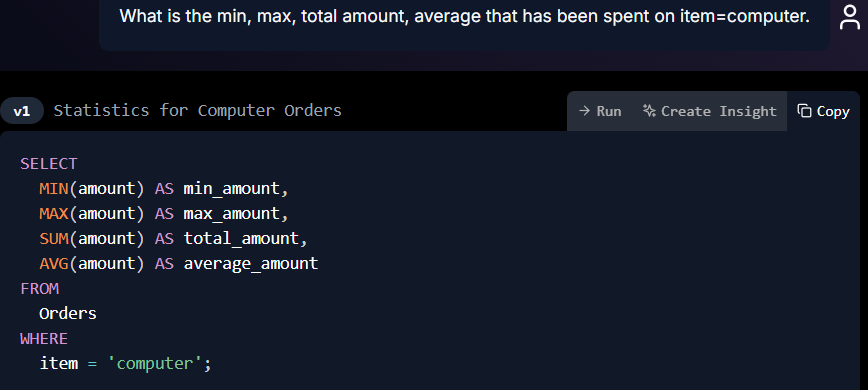 What is the min, max, total amount, average that has been spent on item=computer.
v1 Statistics for Computer Orders Run Create Insight Copy
SELECT
MIN(amount) AS min_amount,
MAX(amount) AS max_amount,
SUM(amount) AS total_amount,
AVG(amount) AS average_amount
FROM
Orders
WHERE
item = 'computer';